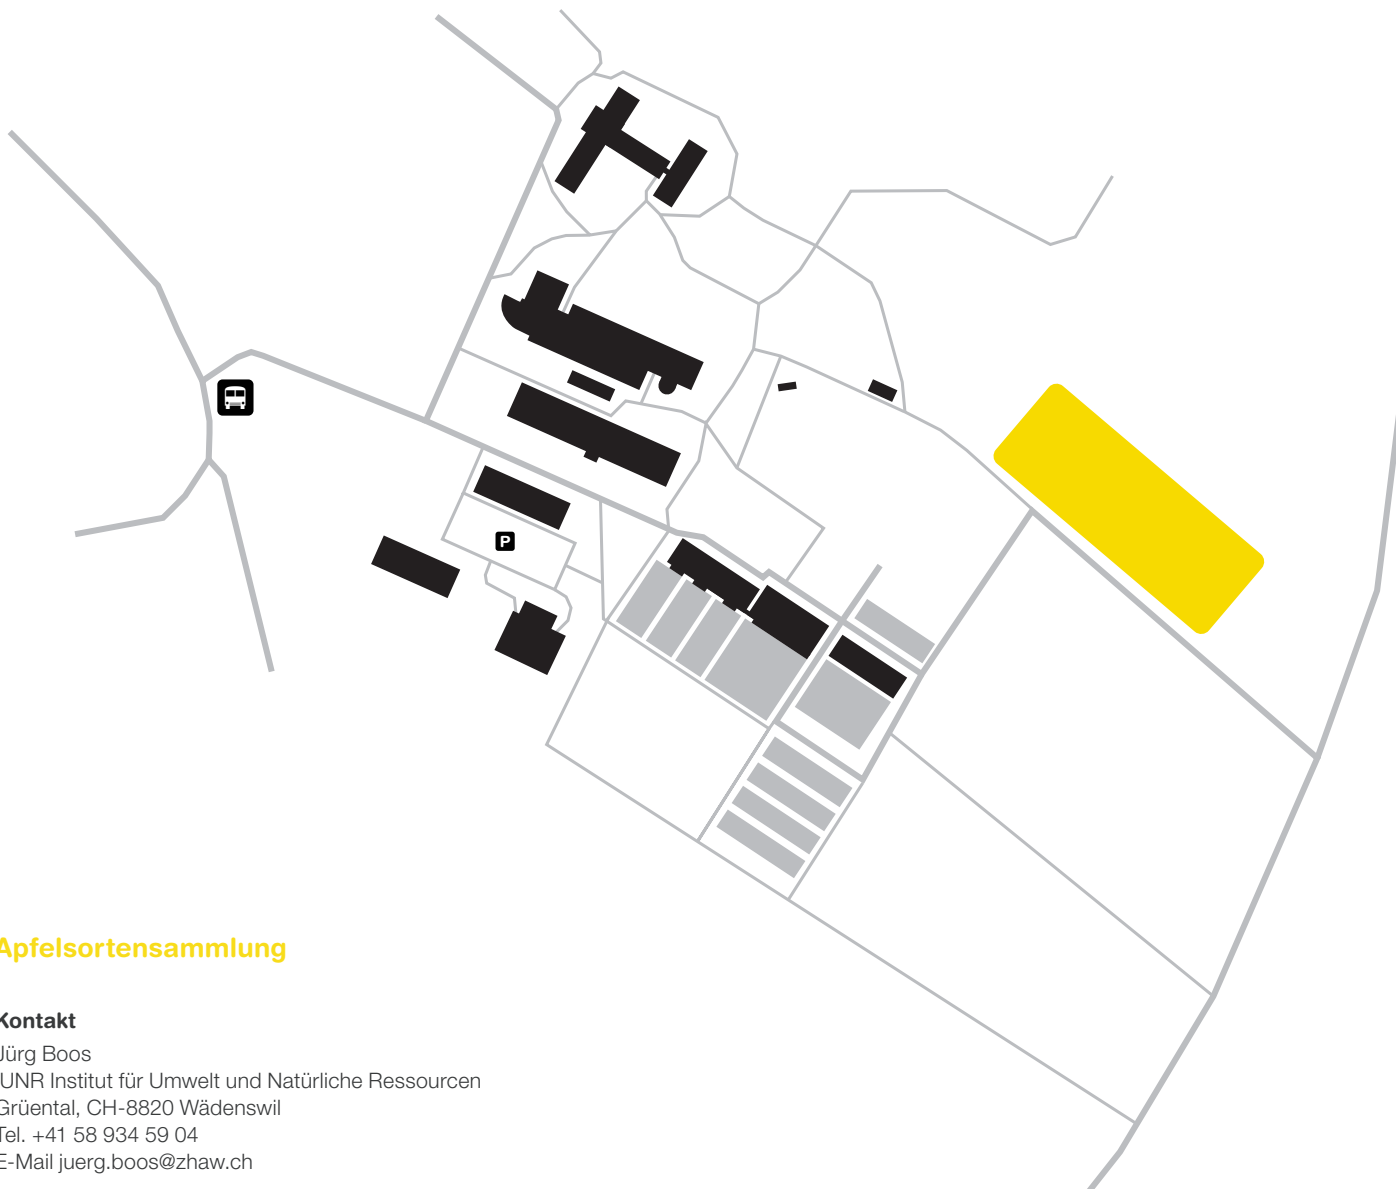 P
Apfelsortensammlung
Kontakt
Jürg Boos
IUNR Institut für Umwelt und Natürliche Ressourcen
Grüental, CH-8820 Wädenswil
Tel. +41 58 934 59 04
E-Mail juerg.boos@zhaw.ch